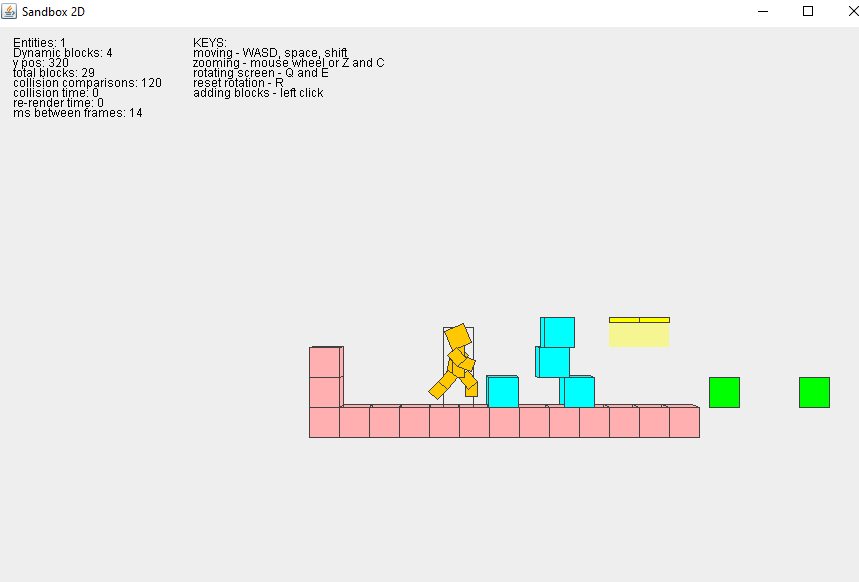 Sandbox 2D
Entities: 1
Dynamic blocks: 4
y pos: 320
total blocks: 29
collision comparisons: 120
collision time: 0
re-render time: 0
ms between frames: 14
KEYS:
moving - WASD, space, shift
zooming - mouse wheel or Z and C
rotating screen - Q and E
reset rotation - R
adding blocks - left click